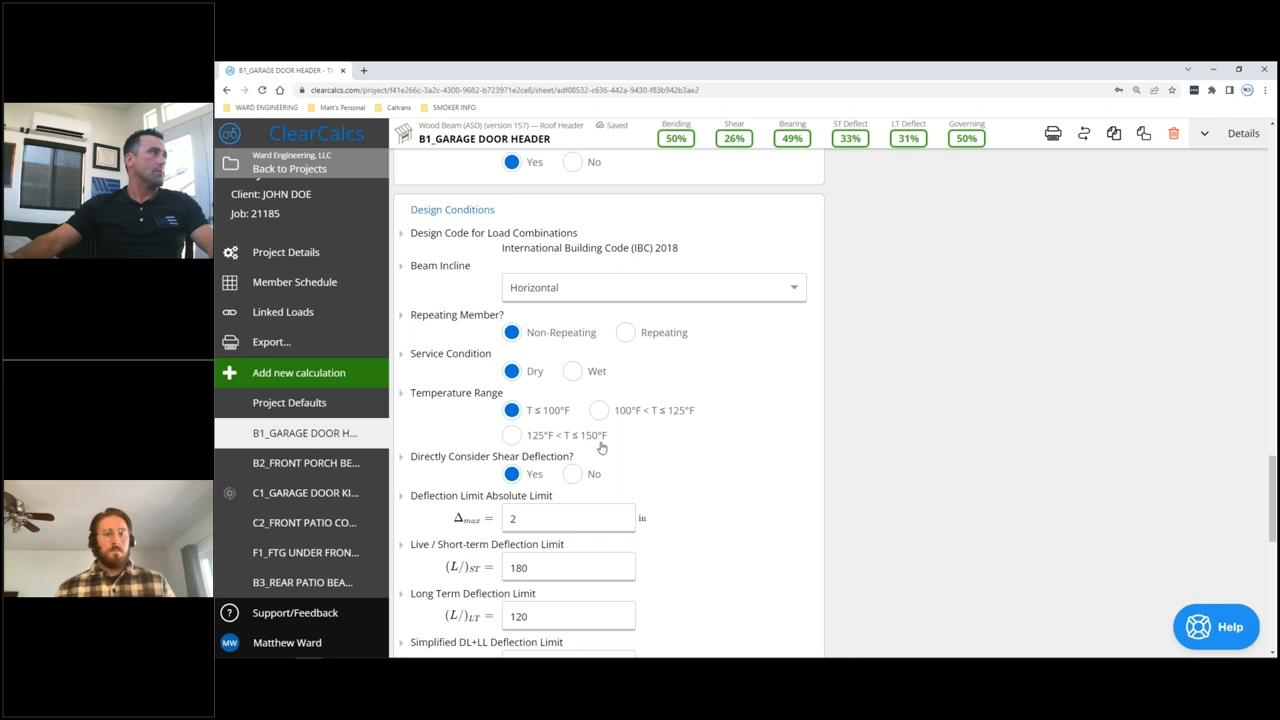 B1_GARAGE DOOR HEADER - TH
clearcalcs.com/project/f41e266c-3a2c-4300-9682-b723971e2ce8/sheet/adf08532-c636-442a-9430-f83b942b3ae2
WARD ENGINEERING
Matt's Personal
Caltrans
SMOKER INFO
ClearCalcs
Wood Beam (ASD) (version 157) — Roof Header
Saved
B1_GARAGE DOOR HEADER
Bending
50%
Shear
26%
Bearing
49%
ST Deflect
33%
LT Deflect
31%
Governing
50%
Details
Ward Engineering, LLC
Back to Projects
Client: JOHN DOE
Job: 21185
Project Details
Member Schedule
Linked Loads
Export...
Add new calculation
Project Defaults
B1_GARAGE DOOR H...
B2_FRONT PORCH BE...
C1_GARAGE DOOR KI...
C2_FRONT PATIO CO...
F1_FTG UNDER FRON...
B3_REAR PATIO BEA...
? Support/Feedback
MW Matthew Ward
Yes No
Design Conditions
Design Code for Load Combinations
International Building Code (IBC) 2018
Beam Incline
Horizontal
Repeating Member?
Non-Repeating Repeating
Service Condition
Dry Wet
Temperature Range
T ≤ 100°F 100°F < T ≤ 125°F
125°F < T ≤ 150°F
Directly Consider Shear Deflection?
Yes No
Deflection Limit Absolute Limit
Δmax = 2 in
Live / Short-term Deflection Limit
(L/)ST = 180
Long Term Deflection Limit
(L/)LT = 120
Simplified DL+LL Deflection Limit
Help